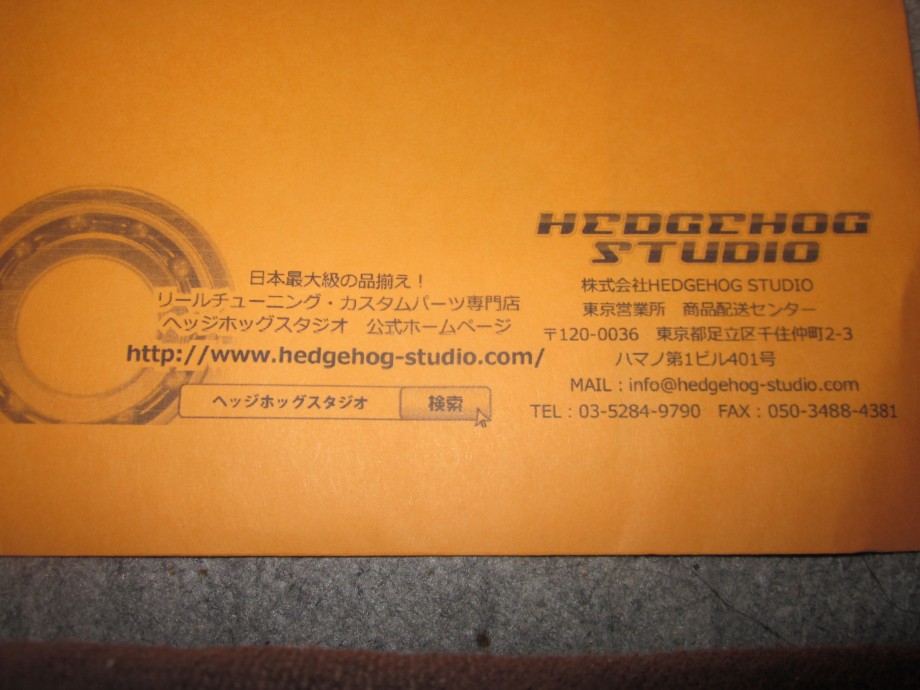 日本最大級の品揃え！
リールチューニング・カスタムパーツ専門店
ヘッジホッグスタジオ　公式ホームページ
http://www.hedgehog-studio.com/
ヘッジホッグスタジオ　検索
HEDGEHOG
STUDIO
株式会社HEDGEHOG STUDIO
東京営業所　商品配送センター
〒120-0036　東京都足立区千住仲町2-3
ハマノ第1ビル401号
MAIL：info@hedgehog-studio.com
TEL：03-5284-9790　FAX：050-3488-4381